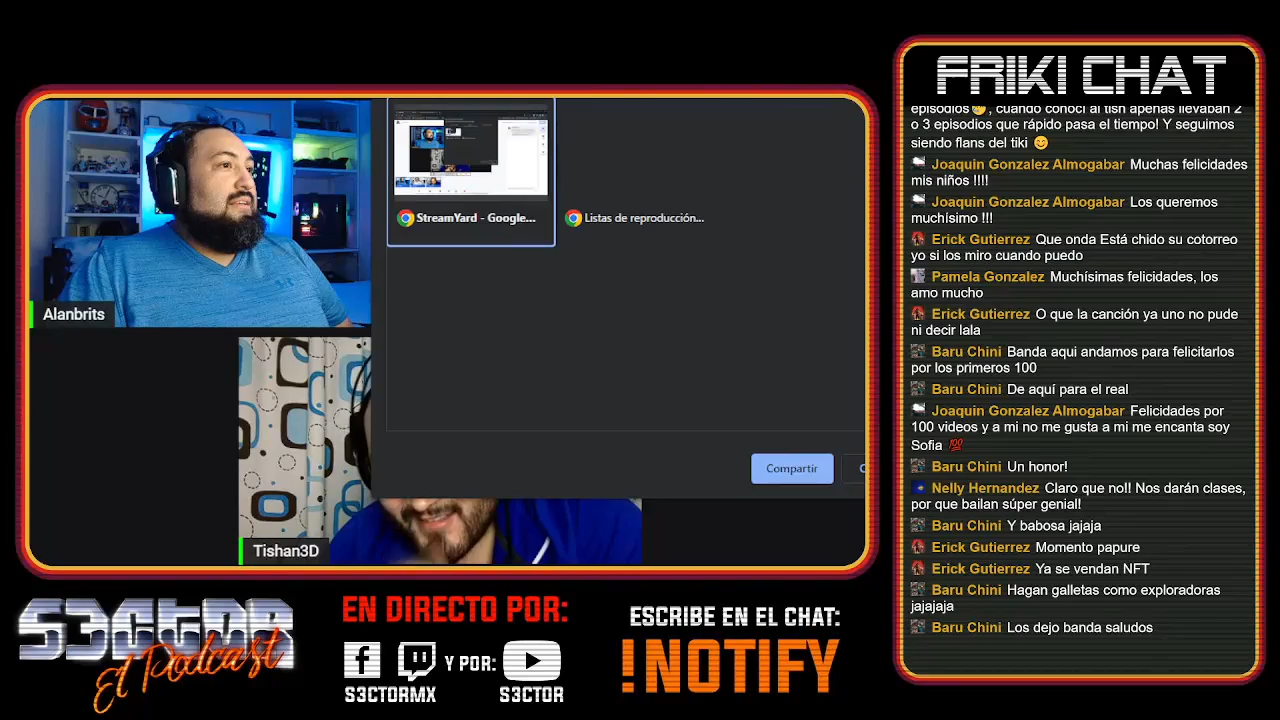 FRIKI CHAT
episodios😊, cuando conocí a fish apenas llevaban 2
o 3 episodios que rápido pasa el tiempo! Y seguimos
siendo flans del tiki 😊
Joaquin Gonzalez Almogabar Muchas felicidades
mis niños !!!!
Joaquin Gonzalez Almogabar Los queremos
muchísimo !!!
Erick Gutierrez Que onda Está chido su cotorreo
yo si los miro cuando puedo
Pamela Gonzalez Muchísimas felicidades, los
amo mucho
Erick Gutierrez O que la canción ya uno no pude
ni decir lala
Baru Chini Banda aqui andamos para felicitarlos
por los primeros 100
Baru Chini De aquí para el real
Joaquin Gonzalez Almogabar Felicidades por
100 videos y a mi no me gusta a mi me encanta soy
Sofia 💯
Baru Chini Un honor!
Nelly Hernandez Claro que no!! Nos darán clases,
por que bailan súper genial!
Baru Chini Y babosa jajaja
Erick Gutierrez Momento papure
Erick Gutierrez Ya se vendan NFT
Baru Chini Hagan galletas como exploradoras
jajajaja
Baru Chini Los dejo banda saludos
StreamYard - Google...
Listas de reproducción...
Compartir
Alanbrits
Tishan3D
S3CTOR
El Podcast
EN DIRECTO POR:
Y POR:
S3CTORMX
S3CTOR
ESCRIBE EN EL CHAT:
!NOTIFY